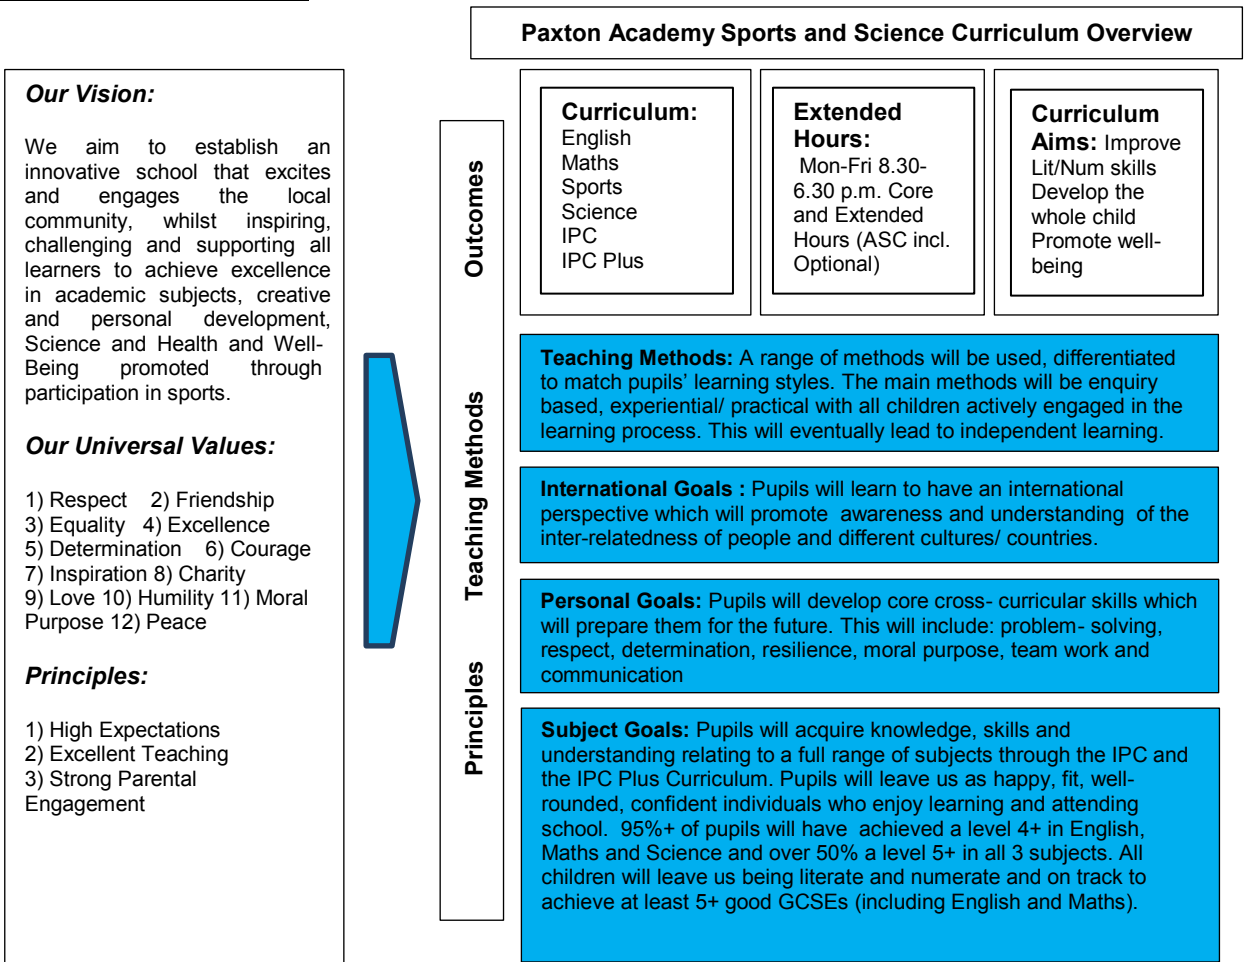 Paxton Academy Sports and Science Curriculum Overview
Our Vision:
We aim to establish an
innovative school that excites
and engages the local
community, whilst inspiring,
challenging and supporting all
learners to achieve excellence
in academic subjects, creative
and personal development,
Science and Health and Well-
Being promoted through
participation in sports.
Our Universal Values:
1) Respect 2) Friendship
3) Equality 4) Excellence
5) Determination 6) Courage
7) Inspiration 8) Charity
9) Love 10) Humility 11) Moral
Purpose 12) Peace
Principles:
1) High Expectations
2) Excellent Teaching
3) Strong Parental
Engagement
Outcomes
Teaching Methods
Principles
Curriculum:
English
Maths
Sports
Science
IPC
IPC Plus
Extended
Hours:
Mon-Fri 8.30-
6.30 p.m. Core
and Extended
Hours (ASC incl.
Optional)
Curriculum
Aims: Improve
Lit/Num skills
Develop the
whole child
Promote well-
being
Teaching Methods: A range of methods will be used, differentiated
to match pupils’ learning styles. The main methods will be enquiry
based, experiential/ practical with all children actively engaged in the
learning process. This will eventually lead to independent learning.
International Goals : Pupils will learn to have an international
perspective which will promote awareness and understanding of the
inter-relatedness of people and different cultures/ countries.
Personal Goals: Pupils will develop core cross- curricular skills which
will prepare them for the future. This will include: problem- solving,
respect, determination, resilience, moral purpose, team work and
communication
Subject Goals: Pupils will acquire knowledge, skills and
understanding relating to a full range of subjects through the IPC and
the IPC Plus Curriculum. Pupils will leave us as happy, fit, well-
rounded, confident individuals who enjoy learning and attending
school. 95%+ of pupils will have achieved a level 4+ in English,
Maths and Science and over 50% a level 5+ in all 3 subjects. All
children will leave us being literate and numerate and on track to
achieve at least 5+ good GCSEs (including English and Maths).